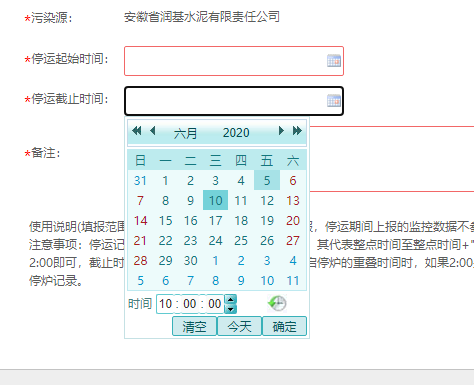 *污染源： 安徽省润基水泥有限责任公司
*停运起始时间：
*停运截止时间：
六月 2020
日 一 二 三 四 五 六
31 1 2 3 4 5 6
7 8 9 10 11 12 13
14 15 16 17 18 19 20
21 22 23 24 25 26 27
28 29 30 1 2 3 4
5 6 7 8 9 10 11
时间 10 : 00 : 00
清空 今天 确定
*备注：
使用说明(填报范围 ，停运期间上报的监控数据不参
注意事项：停运记 其代表整点时间至整点时间+"
2:00即可，截止时 启停炉的重叠时间时，如果2:00
停炉记录。